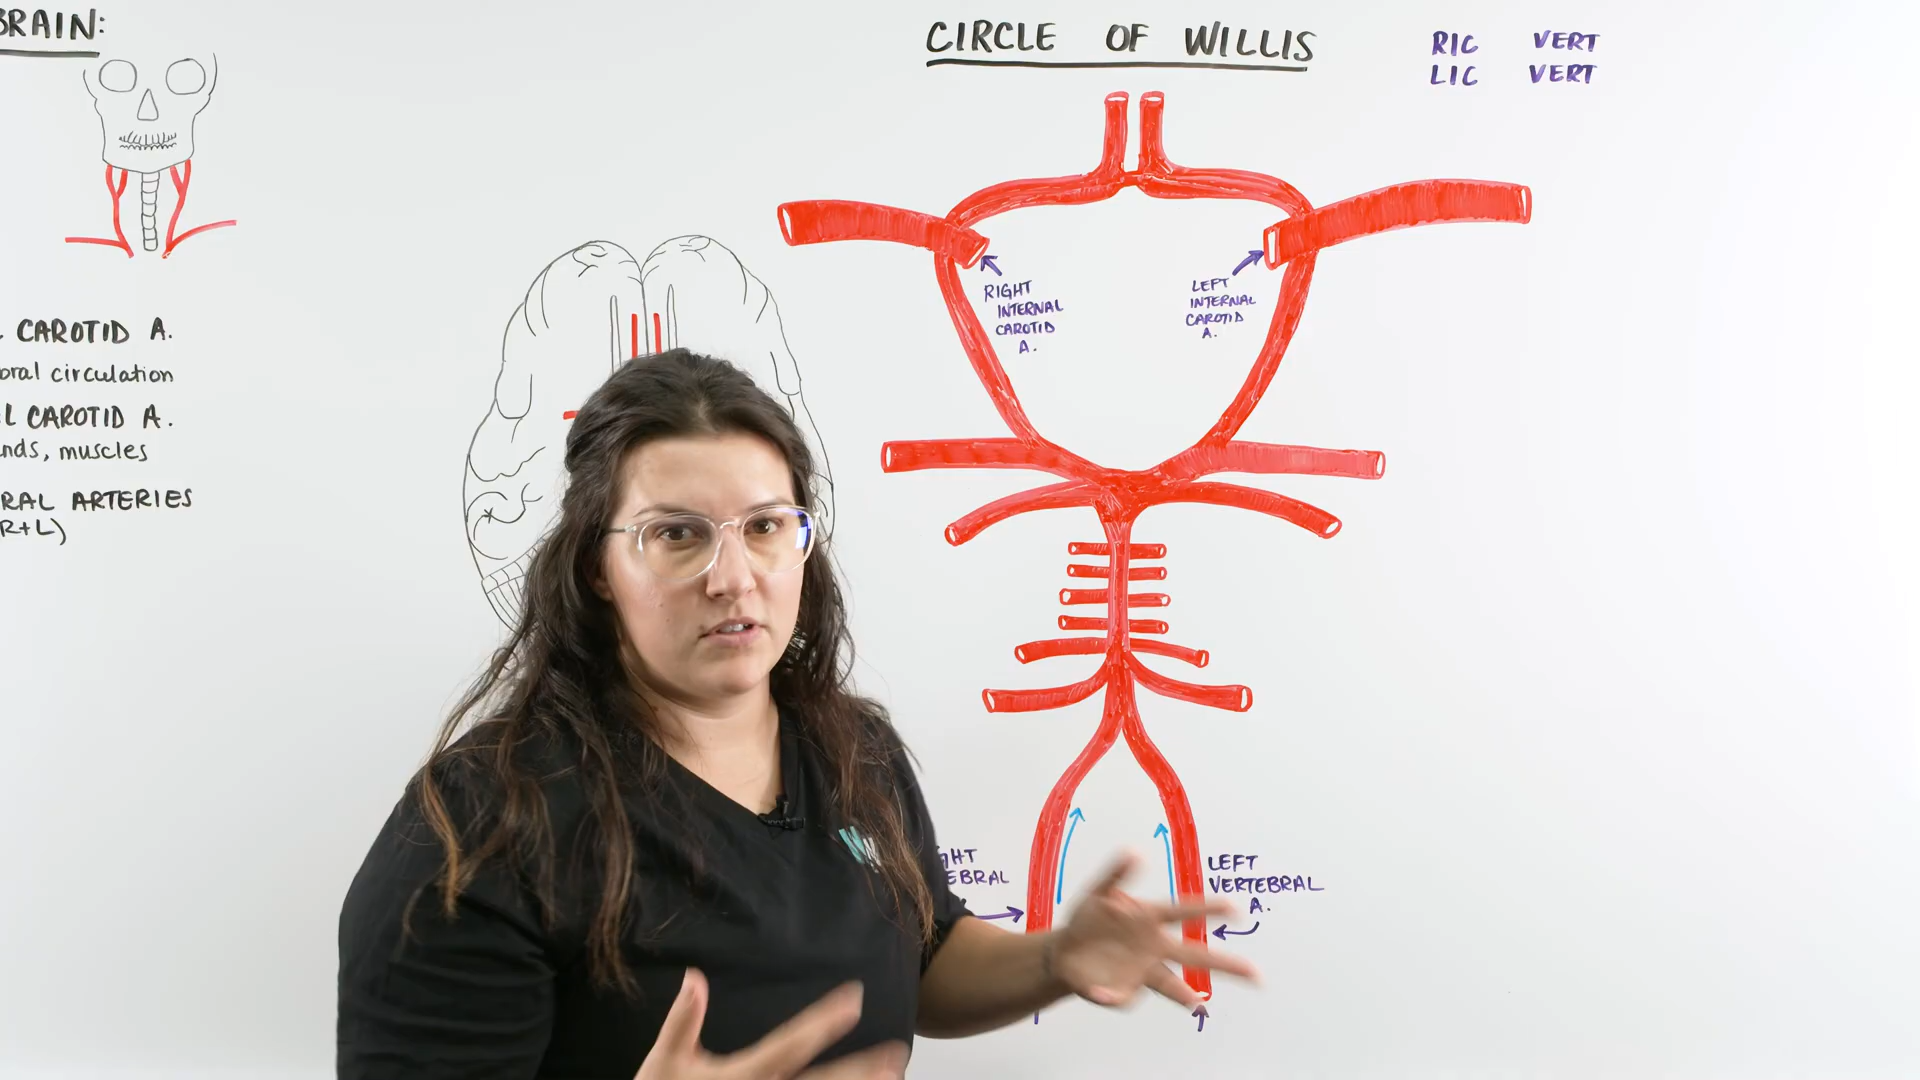 BRAIN:
CAROTID A.
oral circulation
L CAROTID A.
nds, muscles
RAL ARTERIES
(R+L)
CIRCLE OF WILLIS
RIC VERT
LIC VERT
RIGHT
INTERNAL
CAROTID
A.
LEFT
INTERNAL
CAROTID
A.
GHT
EBRAL
LEFT
VERTEBRAL
A.